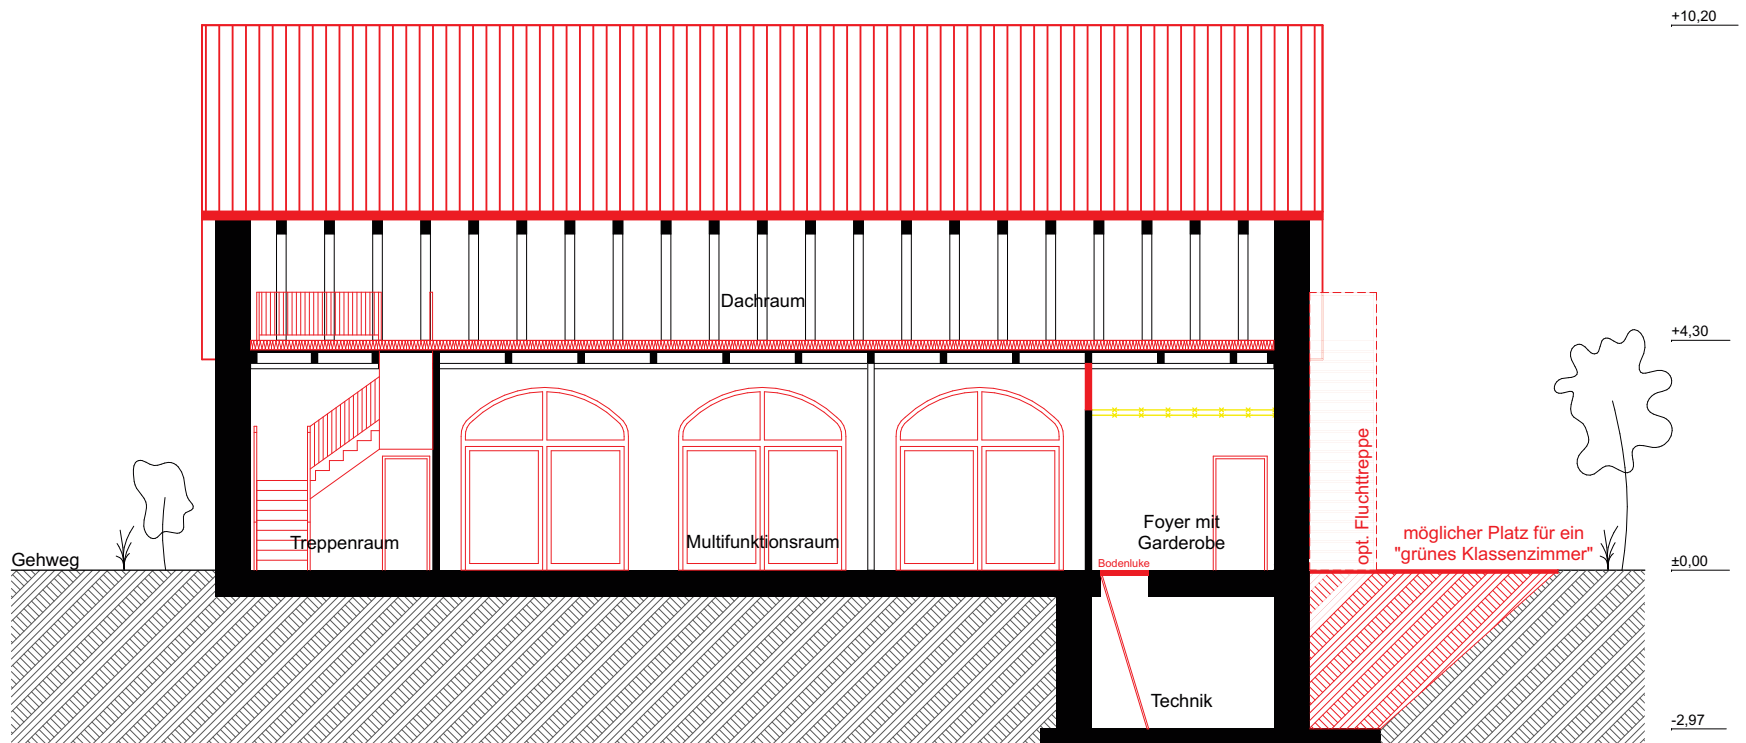 +10,20
Dachraum
+4,30
opt. Fluchttreppe
Foyer mit
Garderobe
möglicher Platz für ein
"grünes Klassenzimmer"
Treppenraum
Multifunktionsraum
Gehweg
Bodenluke
±0,00
Technik
-2,97